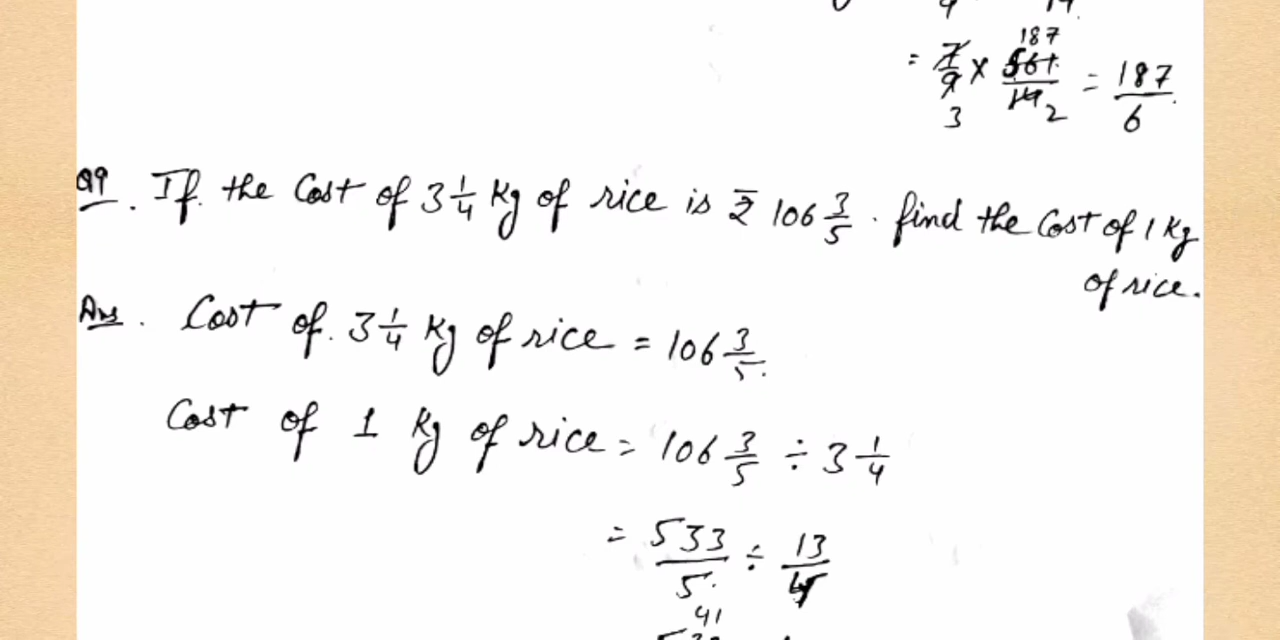 = 7/9 × 561/14 = 187/6
187
3 2
Q9. If the Cost of 3 1/4 Kg of rice is ₹ 106 3/5. find the Cost of 1 Kg
of rice.
Ans. Cost of 3 1/4 Kg of rice = 106 3/5.
Cost of 1 Kg of rice = 106 3/5 ÷ 3 1/4
= 533/5 ÷ 13/4
41